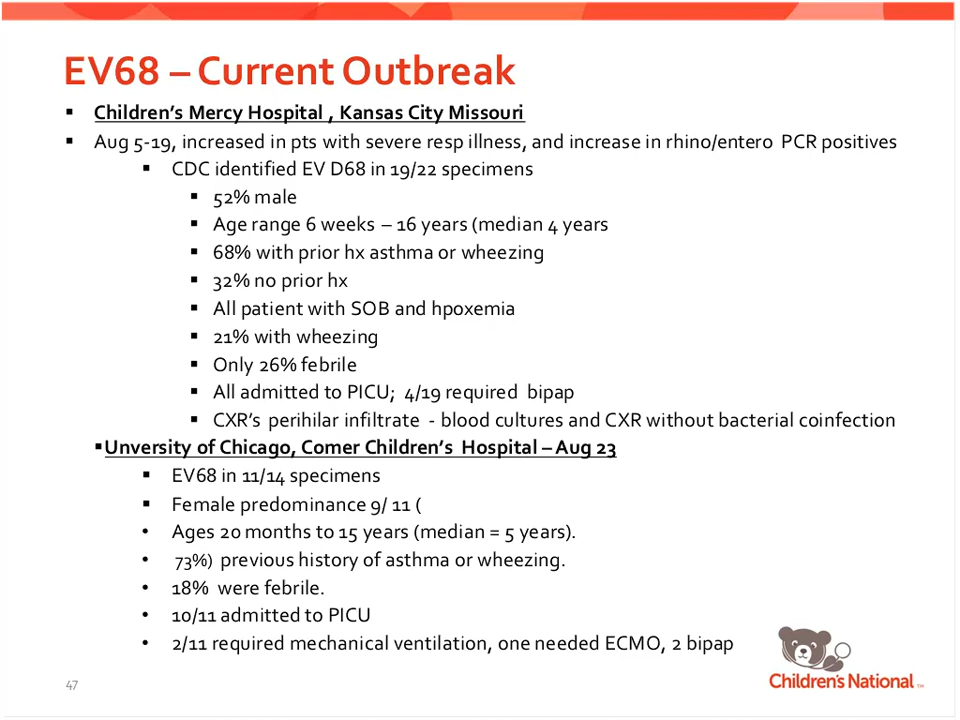 EV68 – Current Outbreak
▪ Children's Mercy Hospital , Kansas City Missouri
▪ Aug 5-19, increased in pts with severe resp illness, and increase in rhino/entero PCR positives
▪ CDC identified EV D68 in 19/22 specimens
▪ 52% male
▪ Age range 6 weeks – 16 years (median 4 years
▪ 68% with prior hx asthma or wheezing
▪ 32% no prior hx
▪ All patient with SOB and hpoxemia
▪ 21% with wheezing
▪ Only 26% febrile
▪ All admitted to PICU; 4/19 required bipap
▪ CXR's perihilar infiltrate - blood cultures and CXR without bacterial coinfection
▪Unversity of Chicago, Comer Children's Hospital – Aug 23
▪ EV68 in 11/14 specimens
▪ Female predominance 9/ 11 (
• Ages 20 months to 15 years (median = 5 years).
• 73%) previous history of asthma or wheezing.
• 18% were febrile.
• 10/11 admitted to PICU
• 2/11 required mechanical ventilation, one needed ECMO, 2 bipap
Children's National ™
47